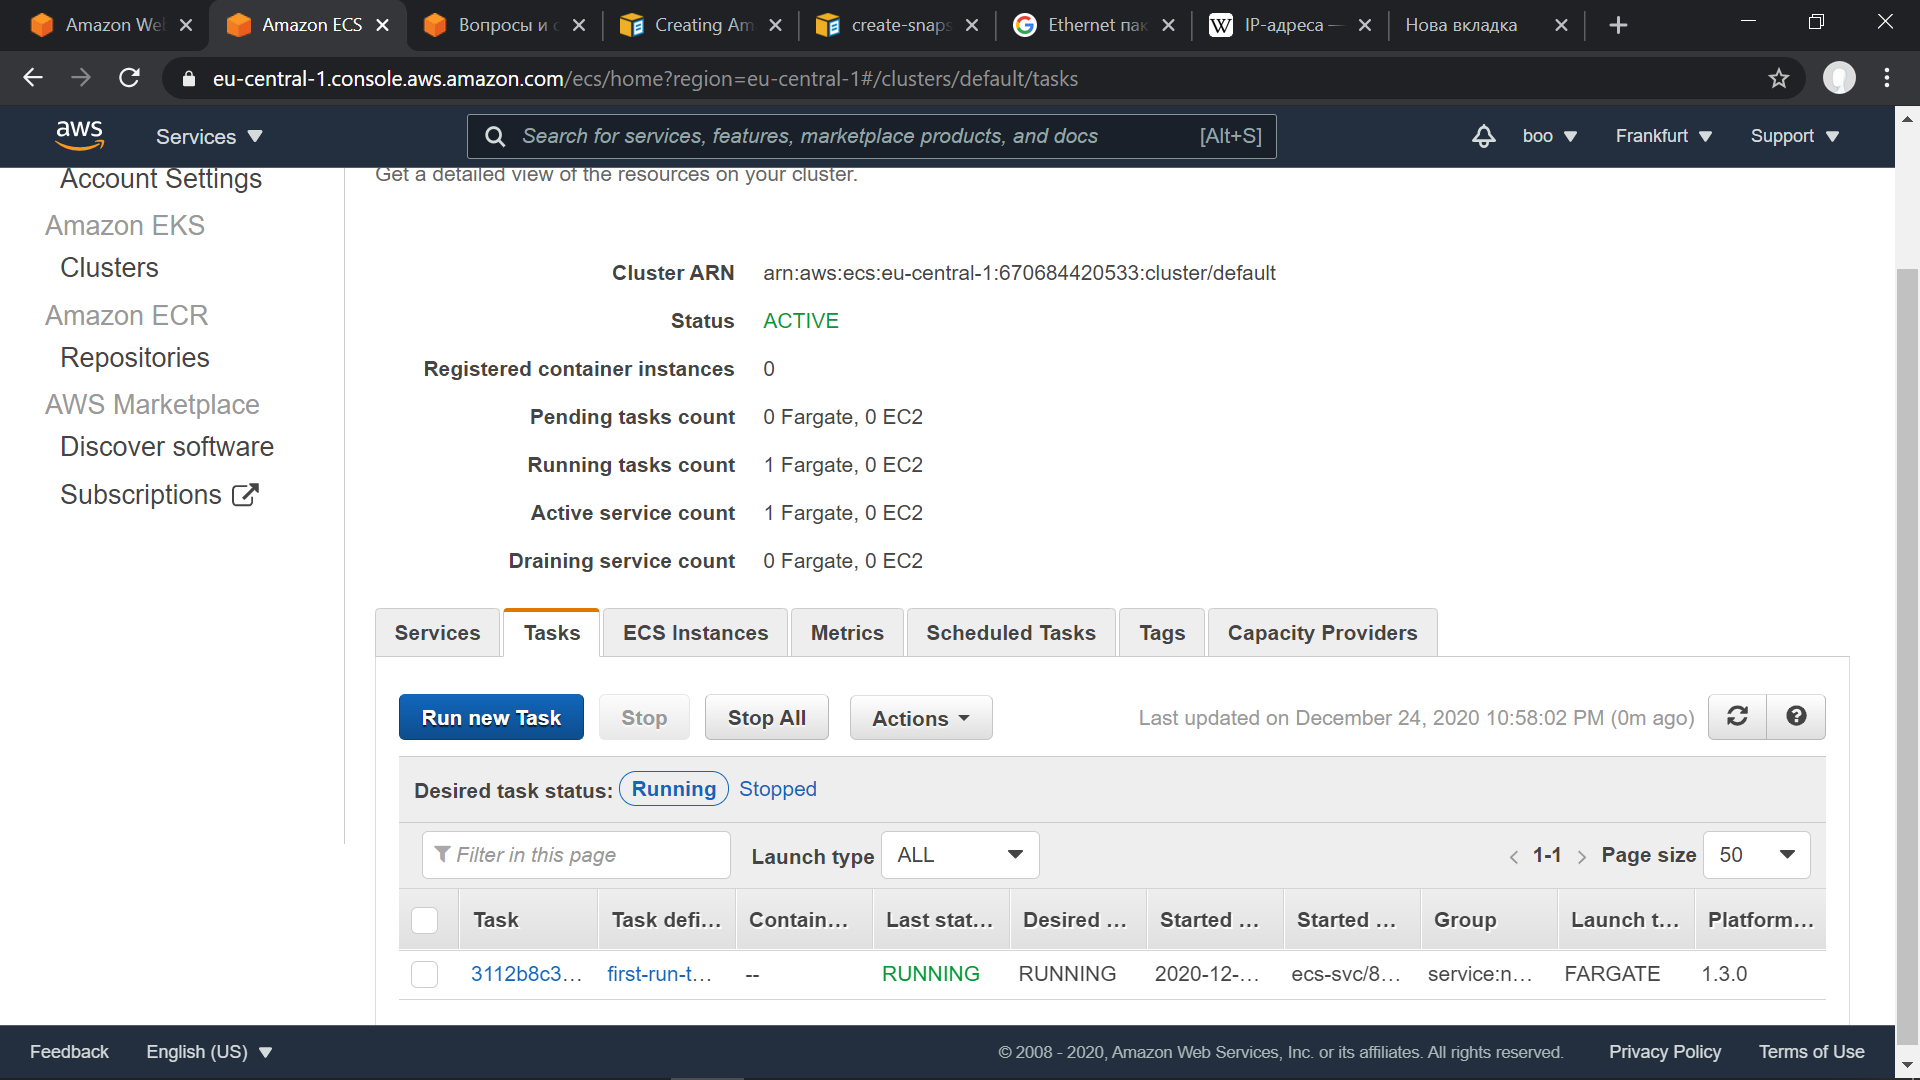 Amazon We
Amazon ECS
Вопросы и о
Creating Am
create-snaps
Ethernet пак
IP-адреса —
Нова вкладка
eu-central-1.console.aws.amazon.com/ecs/home?region=eu-central-1#/clusters/default/tasks
aws
Services
Search for services, features, marketplace products, and docs [Alt+S]
boo
Frankfurt
Support
Account Settings
Amazon EKS
Clusters
Amazon ECR
Repositories
AWS Marketplace
Discover software
Subscriptions
Get a detailed view of the resources on your cluster.
Cluster ARN arn:aws:ecs:eu-central-1:670684420533:cluster/default
Status ACTIVE
Registered container instances 0
Pending tasks count 0 Fargate, 0 EC2
Running tasks count 1 Fargate, 0 EC2
Active service count 1 Fargate, 0 EC2
Draining service count 0 Fargate, 0 EC2
Services Tasks ECS Instances Metrics Scheduled Tasks Tags Capacity Providers
Run new Task Stop Stop All Actions Last updated on December 24, 2020 10:58:02 PM (0m ago)
Desired task status: Running Stopped
Filter in this page Launch type ALL < 1-1 > Page size 50
Task Task defi... Contain... Last stat... Desired ... Started ... Started ... Group Launch t... Platform...
3112b8c3... first-run-t... -- RUNNING RUNNING 2020-12-... ecs-svc/8... service:n... FARGATE 1.3.0
Feedback English (US) © 2008 - 2020, Amazon Web Services, Inc. or its affiliates. All rights reserved. Privacy Policy Terms of Use